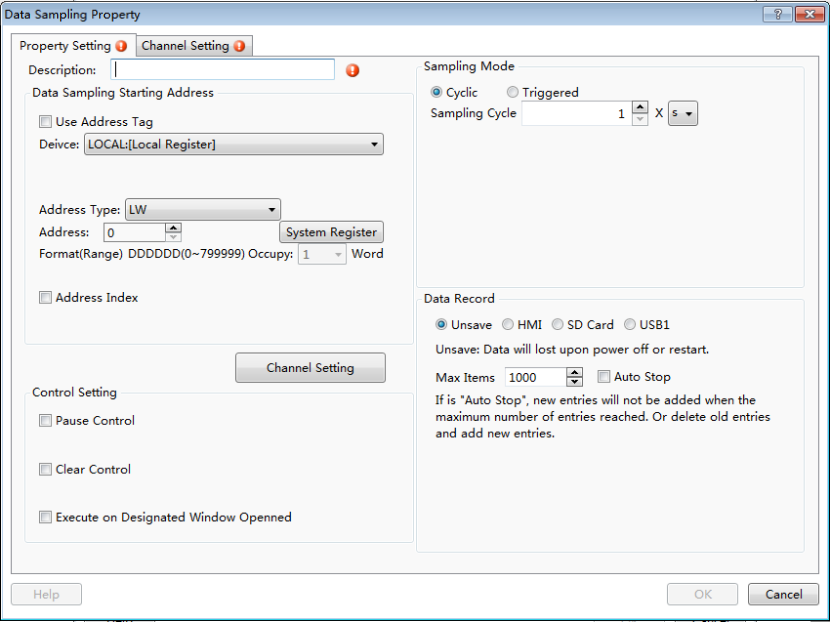 Data Sampling Property
Property Setting
Channel Setting
Description:
Data Sampling Starting Address
Use Address Tag
Deivce: LOCAL:[Local Register]
Address Type: LW
Address: 0 System Register
Format(Range) DDDDDD(0~799999) Occupy: 1 Word
Address Index
Channel Setting
Control Setting
Pause Control
Clear Control
Execute on Designated Window Openned
Sampling Mode
Cyclic Triggered
Sampling Cycle 1 X s
Data Record
Unsave HMI SD Card USB1
Unsave: Data will lost upon power off or restart.
Max Items 1000 Auto Stop
If is "Auto Stop", new entries will not be added when the
maximum number of entries reached. Or delete old entries
and add new entries.
Help OK Cancel